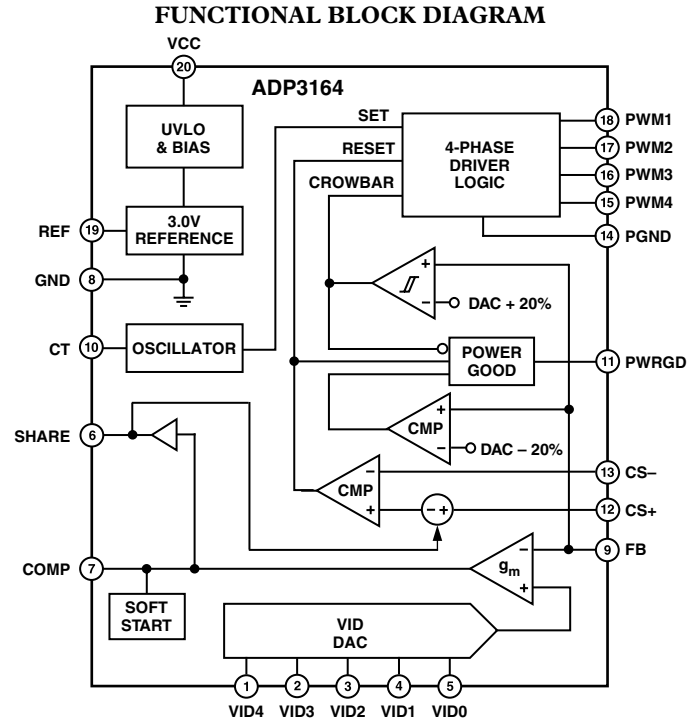 FUNCTIONAL BLOCK DIAGRAM
VCC
20
ADP3164
UVLO
& BIAS
SET
RESET
CROWBAR
4-PHASE
DRIVER
LOGIC
18 PWM1
17 PWM2
16 PWM3
15 PWM4
14 PGND
REF 19
3.0V
REFERENCE
GND 8
+
–
DAC + 20%
CT 10
OSCILLATOR
POWER
GOOD
11 PWRGD
SHARE 6
CMP
+
–
DAC – 20%
CMP
–
+
– +
13 CS–
12 CS+
9 FB
COMP 7
gm
–
+
SOFT
START
VID
DAC
1 2 3 4 5
VID4 VID3 VID2 VID1 VID0